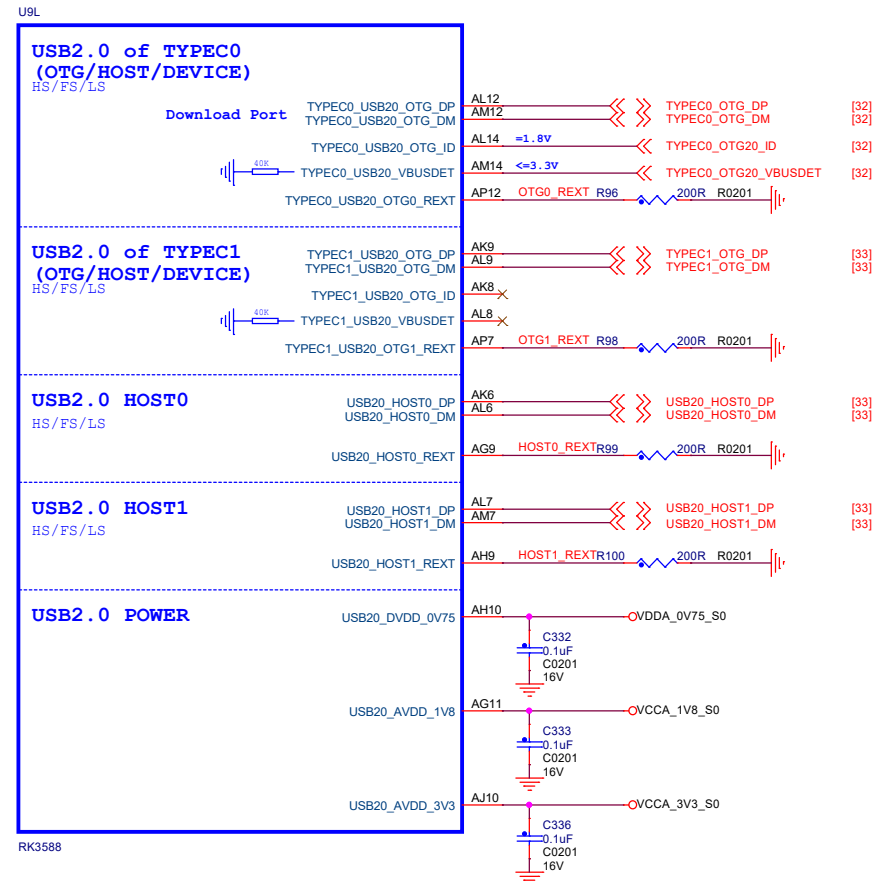 U9L
USB2.0 of TYPEC0
(OTG/HOST/DEVICE)
HS/FS/LS
Download Port
TYPEC0_USB20_OTG_DP AL12 TYPEC0_OTG_DP [32]
TYPEC0_USB20_OTG_DM AM12 TYPEC0_OTG_DM [32]
TYPEC0_USB20_OTG_ID AL14 =1.8V TYPEC0_OTG20_ID [32]
40K TYPEC0_USB20_VBUSDET AM14 <=3.3V TYPEC0_OTG20_VBUSDET [32]
TYPEC0_USB20_OTG0_REXT AP12 OTG0_REXT R96 200R R0201
USB2.0 of TYPEC1
(OTG/HOST/DEVICE)
HS/FS/LS
TYPEC1_USB20_OTG_DP AK9 TYPEC1_OTG_DP [33]
TYPEC1_USB20_OTG_DM AL9 TYPEC1_OTG_DM [33]
TYPEC1_USB20_OTG_ID AK8
40K TYPEC1_USB20_VBUSDET AL8
TYPEC1_USB20_OTG1_REXT AP7 OTG1_REXT R98 200R R0201
USB2.0 HOST0
HS/FS/LS
USB20_HOST0_DP AK6 USB20_HOST0_DP [33]
USB20_HOST0_DM AL6 USB20_HOST0_DM [33]
USB20_HOST0_REXT AG9 HOST0_REXT R99 200R R0201
USB2.0 HOST1
HS/FS/LS
USB20_HOST1_DP AL7 USB20_HOST1_DP [33]
USB20_HOST1_DM AM7 USB20_HOST1_DM [33]
USB20_HOST1_REXT AH9 HOST1_REXT R100 200R R0201
USB2.0 POWER
USB20_DVDD_0V75 AH10 VDDA_0V75_S0
C332
0.1uF
C0201
16V
USB20_AVDD_1V8 AG11 VCCA_1V8_S0
C333
0.1uF
C0201
16V
USB20_AVDD_3V3 AJ10 VCCA_3V3_S0
C336
0.1uF
C0201
16V
RK3588